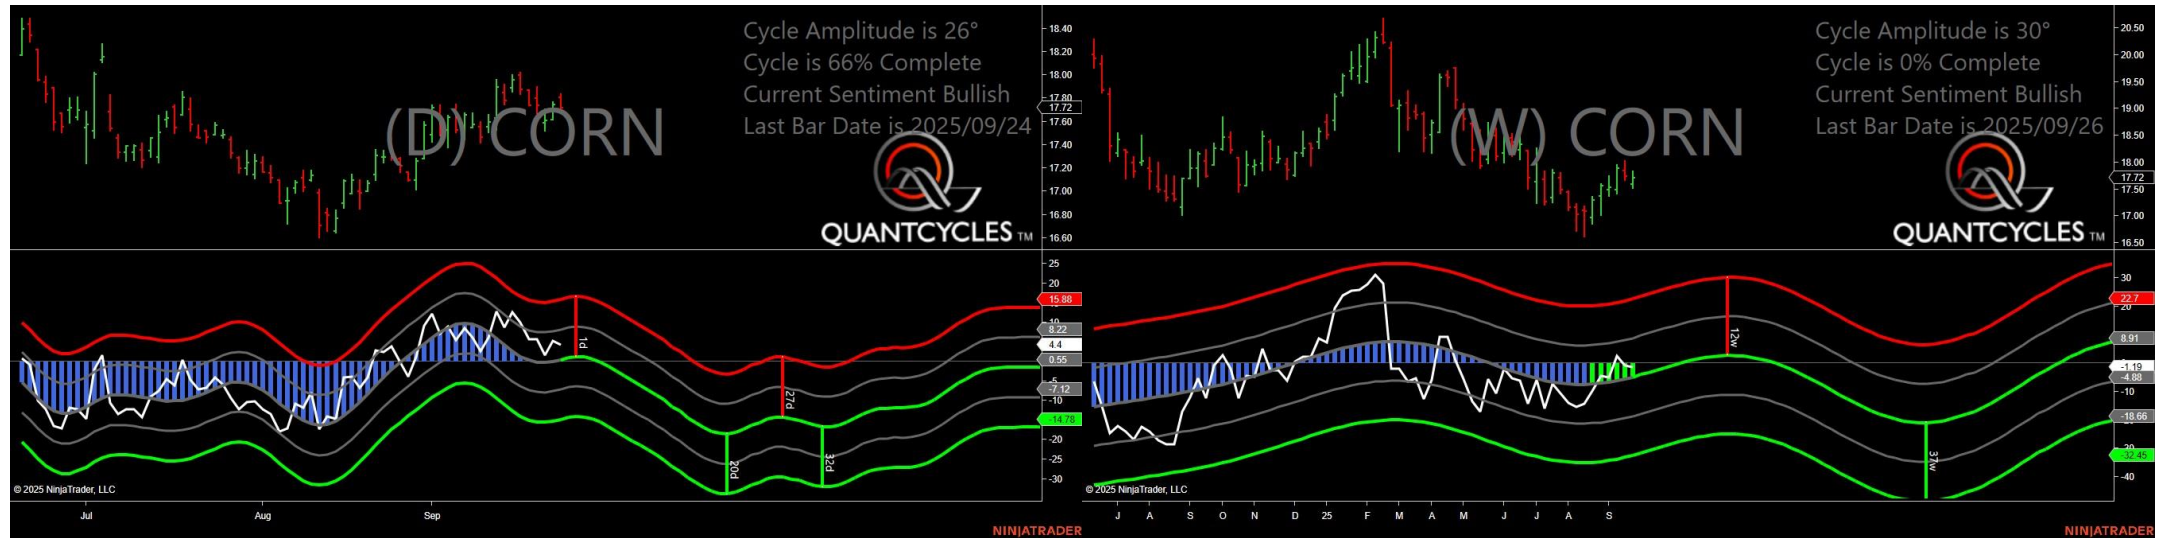 Cycle Amplitude is 26°
Cycle is 66% Complete
Current Sentiment Bullish
Last Bar Date is 2025/09/24
(D) CORN
QUANTCYCLES TM
18.40
18.20
18.00
17.80
17.72
17.60
17.40
17.20
17.00
16.80
16.60
25
20
15.88
10
8.22
4.4
0.55
-5
-7.12
-10
-14.78
-20
-25
-30
1d
20d
27d
32d
© 2025 NinjaTrader, LLC
Jul
Aug
Sep
NINJATRADER
Cycle Amplitude is 30°
Cycle is 0% Complete
Current Sentiment Bullish
Last Bar Date is 2025/09/26
(W) CORN
QUANTCYCLES TM
20.50
20.00
19.50
19.00
18.50
18.00
17.72
17.50
17.00
16.50
30
22.7
20
8.91
-1.19
-4.88
-10
-18.66
-32.45
-40
12w
37w
© 2025 NinjaTrader, LLC
J A S O N D 25 F M A M J J A S
NINJATRADER